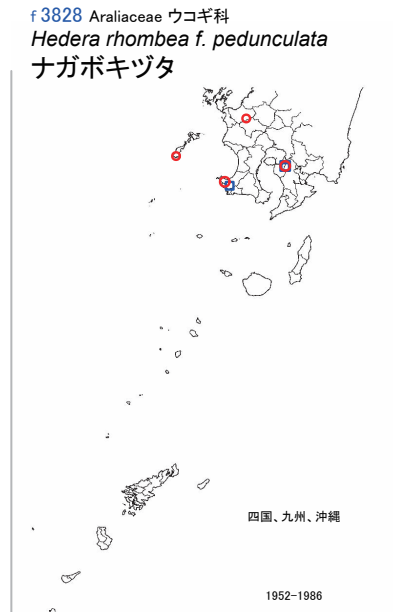 f 3828 Araliaceae ウコギ科
Hedera rhombea f. pedunculata
ナガボキヅタ
四国、九州、沖縄
1952-1986